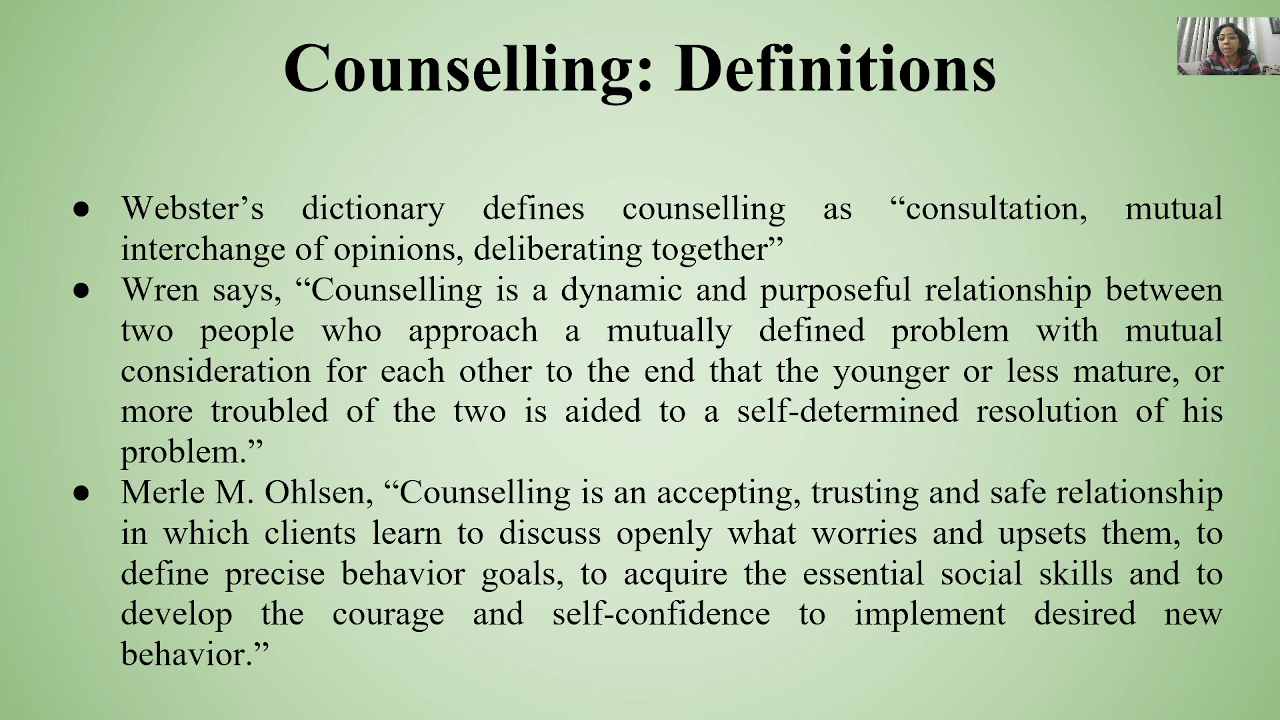 Counselling: Definitions
● Webster’s dictionary defines counselling as “consultation, mutual
interchange of opinions, deliberating together”
● Wren says, “Counselling is a dynamic and purposeful relationship between
two people who approach a mutually defined problem with mutual
consideration for each other to the end that the younger or less mature, or
more troubled of the two is aided to a self-determined resolution of his
problem.”
● Merle M. Ohlsen, “Counselling is an accepting, trusting and safe relationship
in which clients learn to discuss openly what worries and upsets them, to
define precise behavior goals, to acquire the essential social skills and to
develop the courage and self-confidence to implement desired new
behavior.”